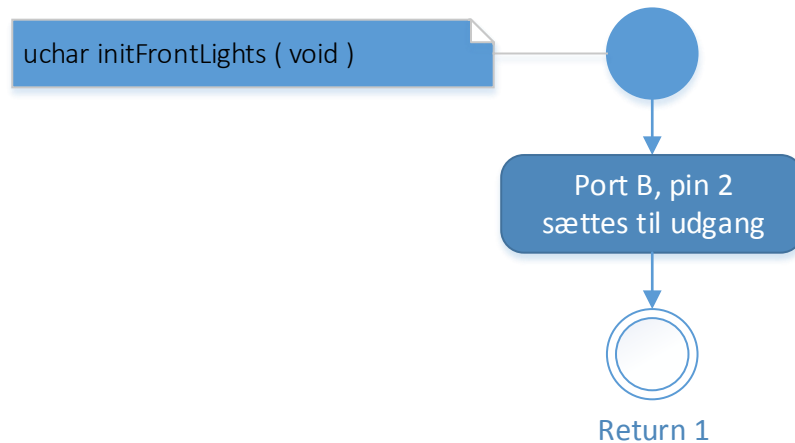 uchar initFrontLights ( void )
Port B, pin 2
sættes til udgang
Return 1